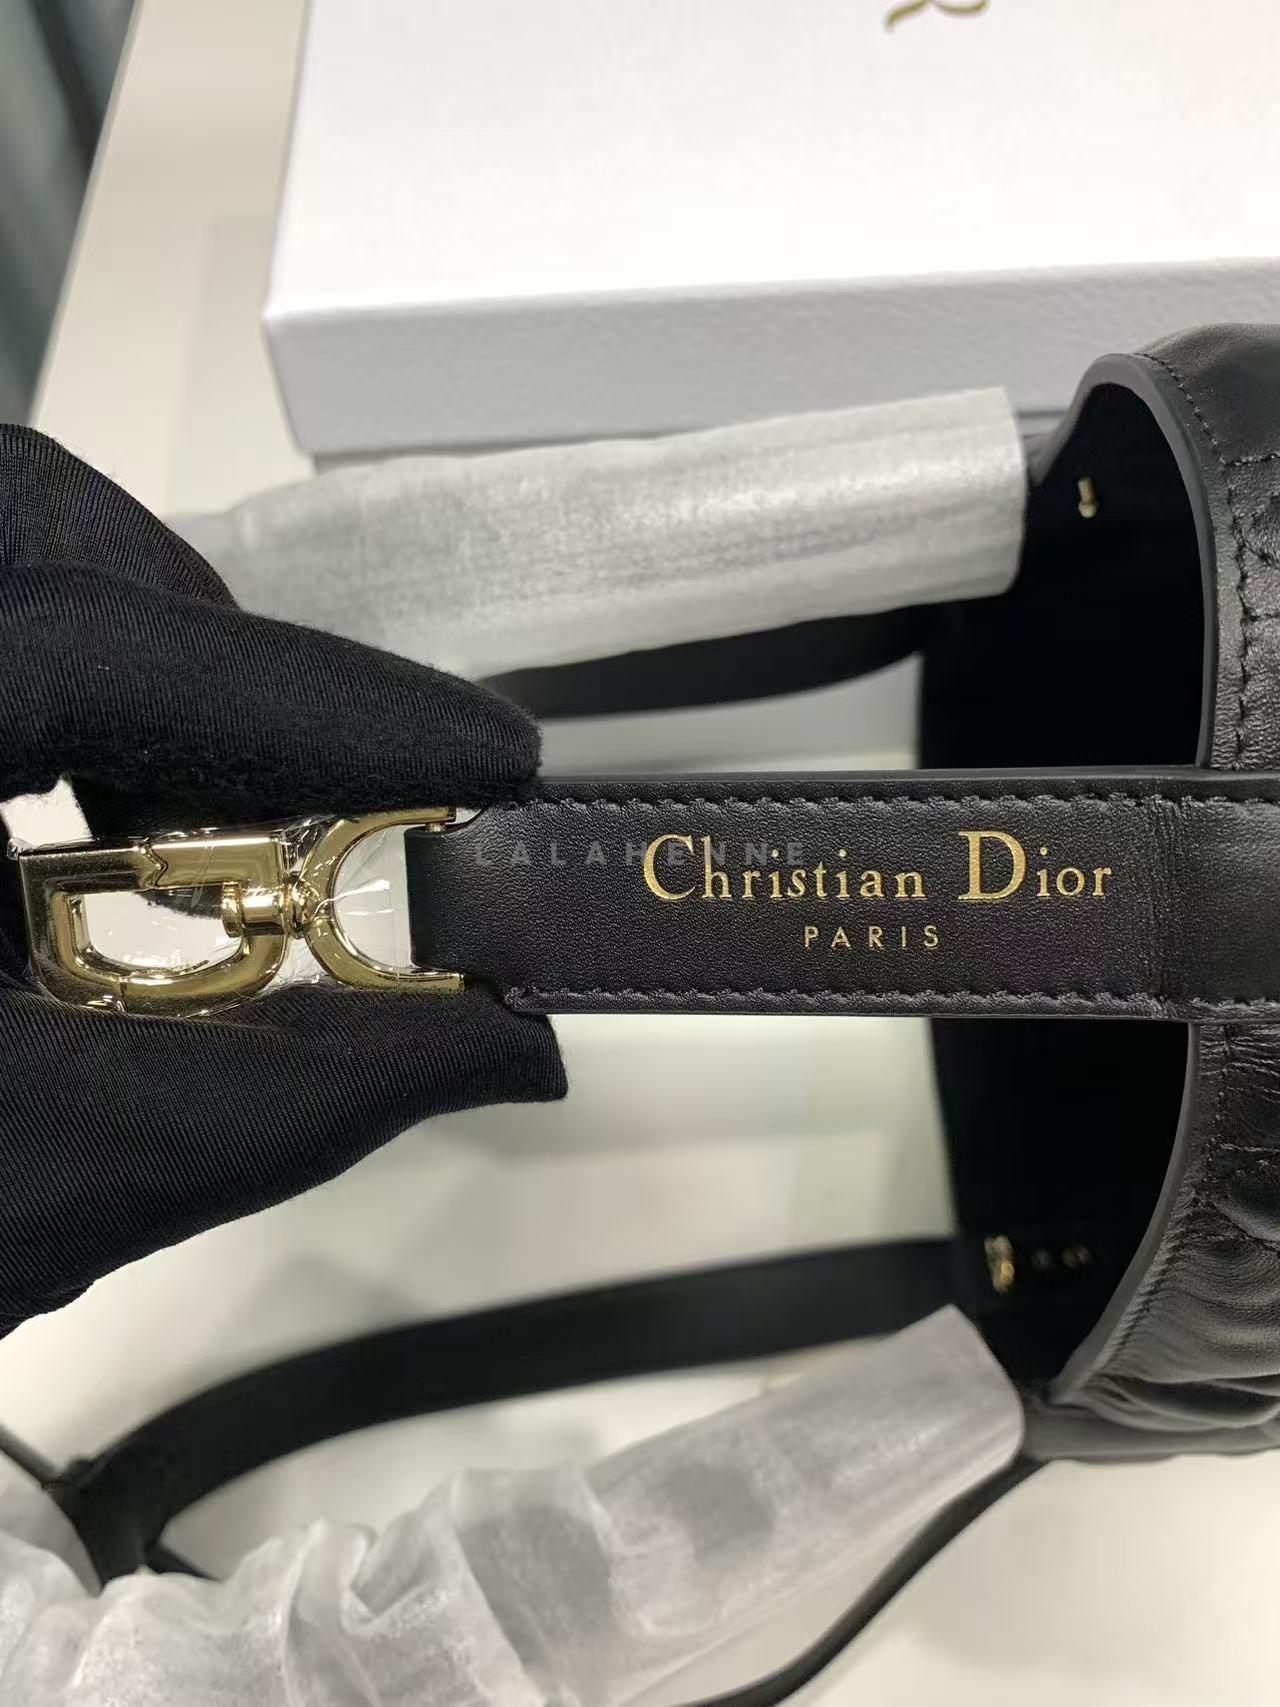 R
LALAHENNE
Christian Dior
PARIS